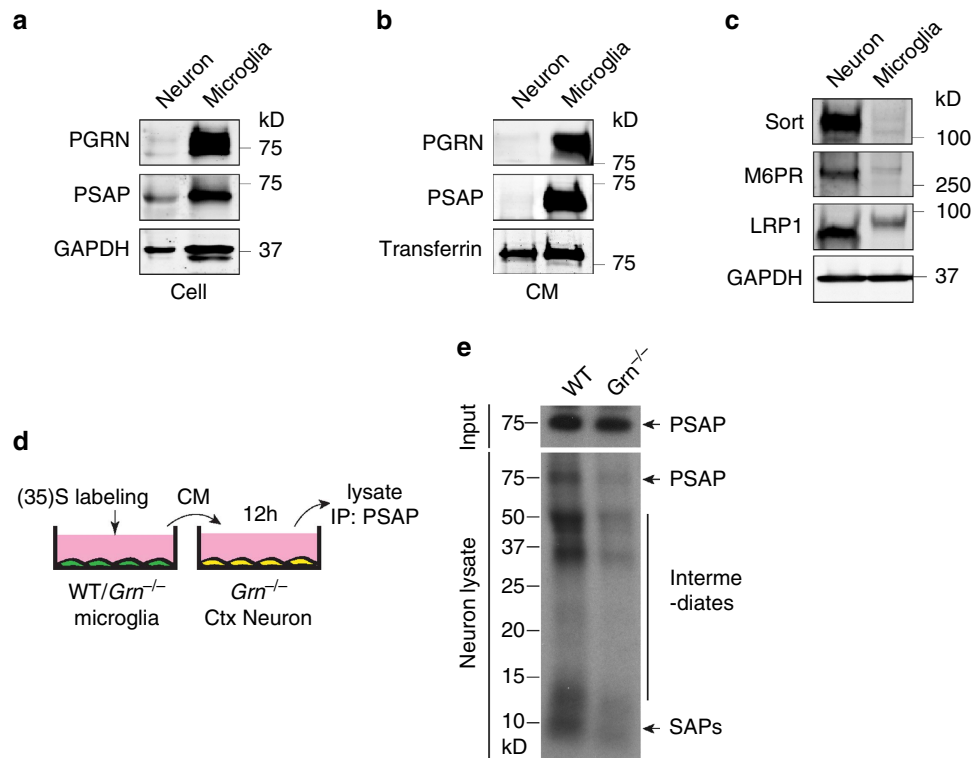 a
Neuron
Microglia
kD
PGRN
75
PSAP
75
GAPDH
37
Cell
b
Neuron
Microglia
kD
PGRN
75
PSAP
75
Transferrin
75
CM
c
Neuron
Microglia
kD
Sort
100
M6PR
250
LRP1
100
GAPDH
37
d
(35)S labeling
CM
12h
lysate
IP: PSAP
WT/Grn–/–
microglia
Grn–/–
Ctx Neuron
e
WT
Grn–/–
Input
75
PSAP
Neuron lysate
75
PSAP
50
37
25
20
15
10
kD
Interme
-diates
SAPs